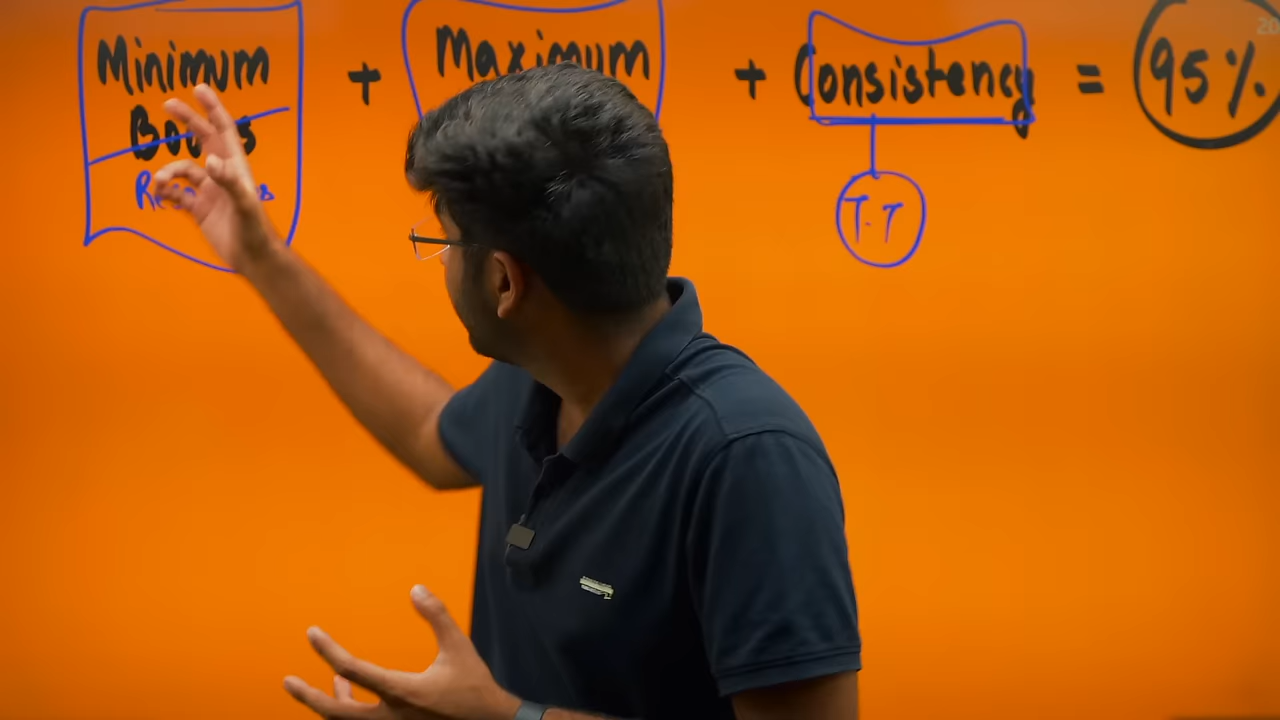 Minimum + Maximum + Consistency = 95%
T.T